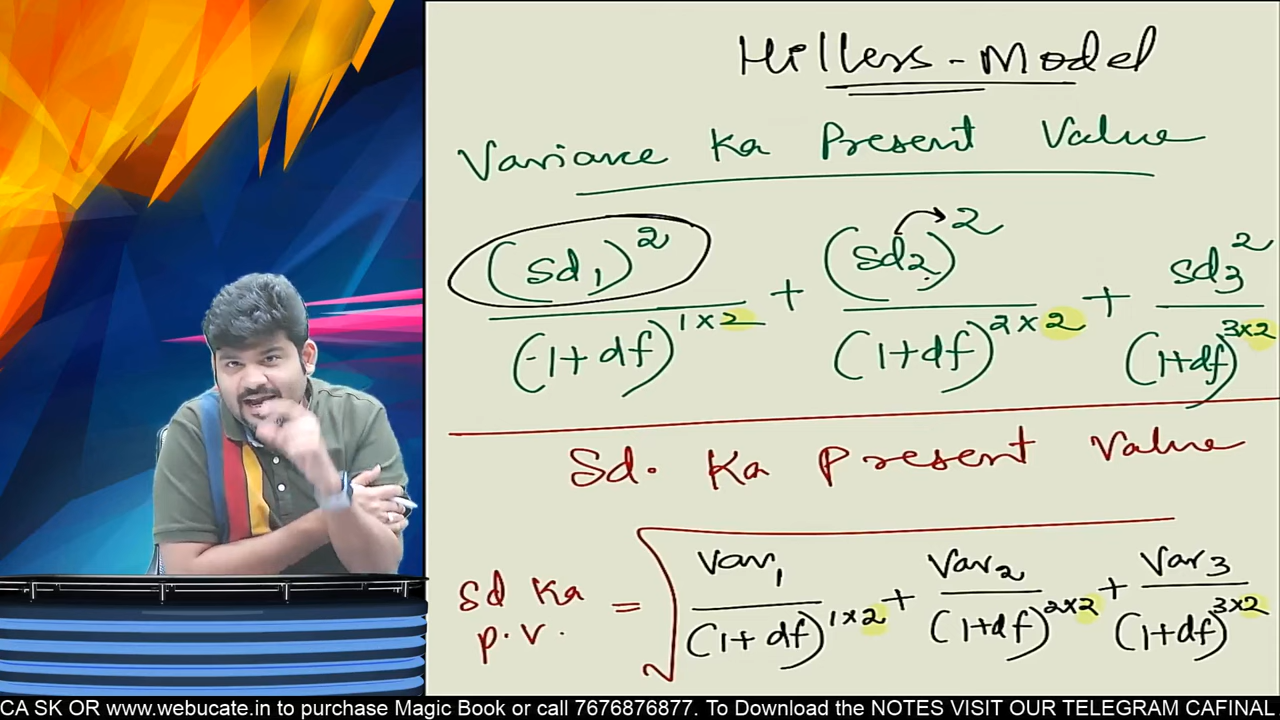 Hillers - Model
Variance Ka Present Value
(sd₁)² / (1+df)^1×2 + (sd2)² / (1+df)^2×2 + sd3² / (1+df)^3×2
Sd. Ka Present Value
Sd Ka P.V. = √( Var₁ / (1+df)^1×2 + Var2 / (1+df)^2×2 + Var3 / (1+df)^3×2 )
CA SK OR www.webucate.in to purchase Magic Book or call 7676876877. To Download the NOTES VISIT OUR TELEGRAM CAFINAL